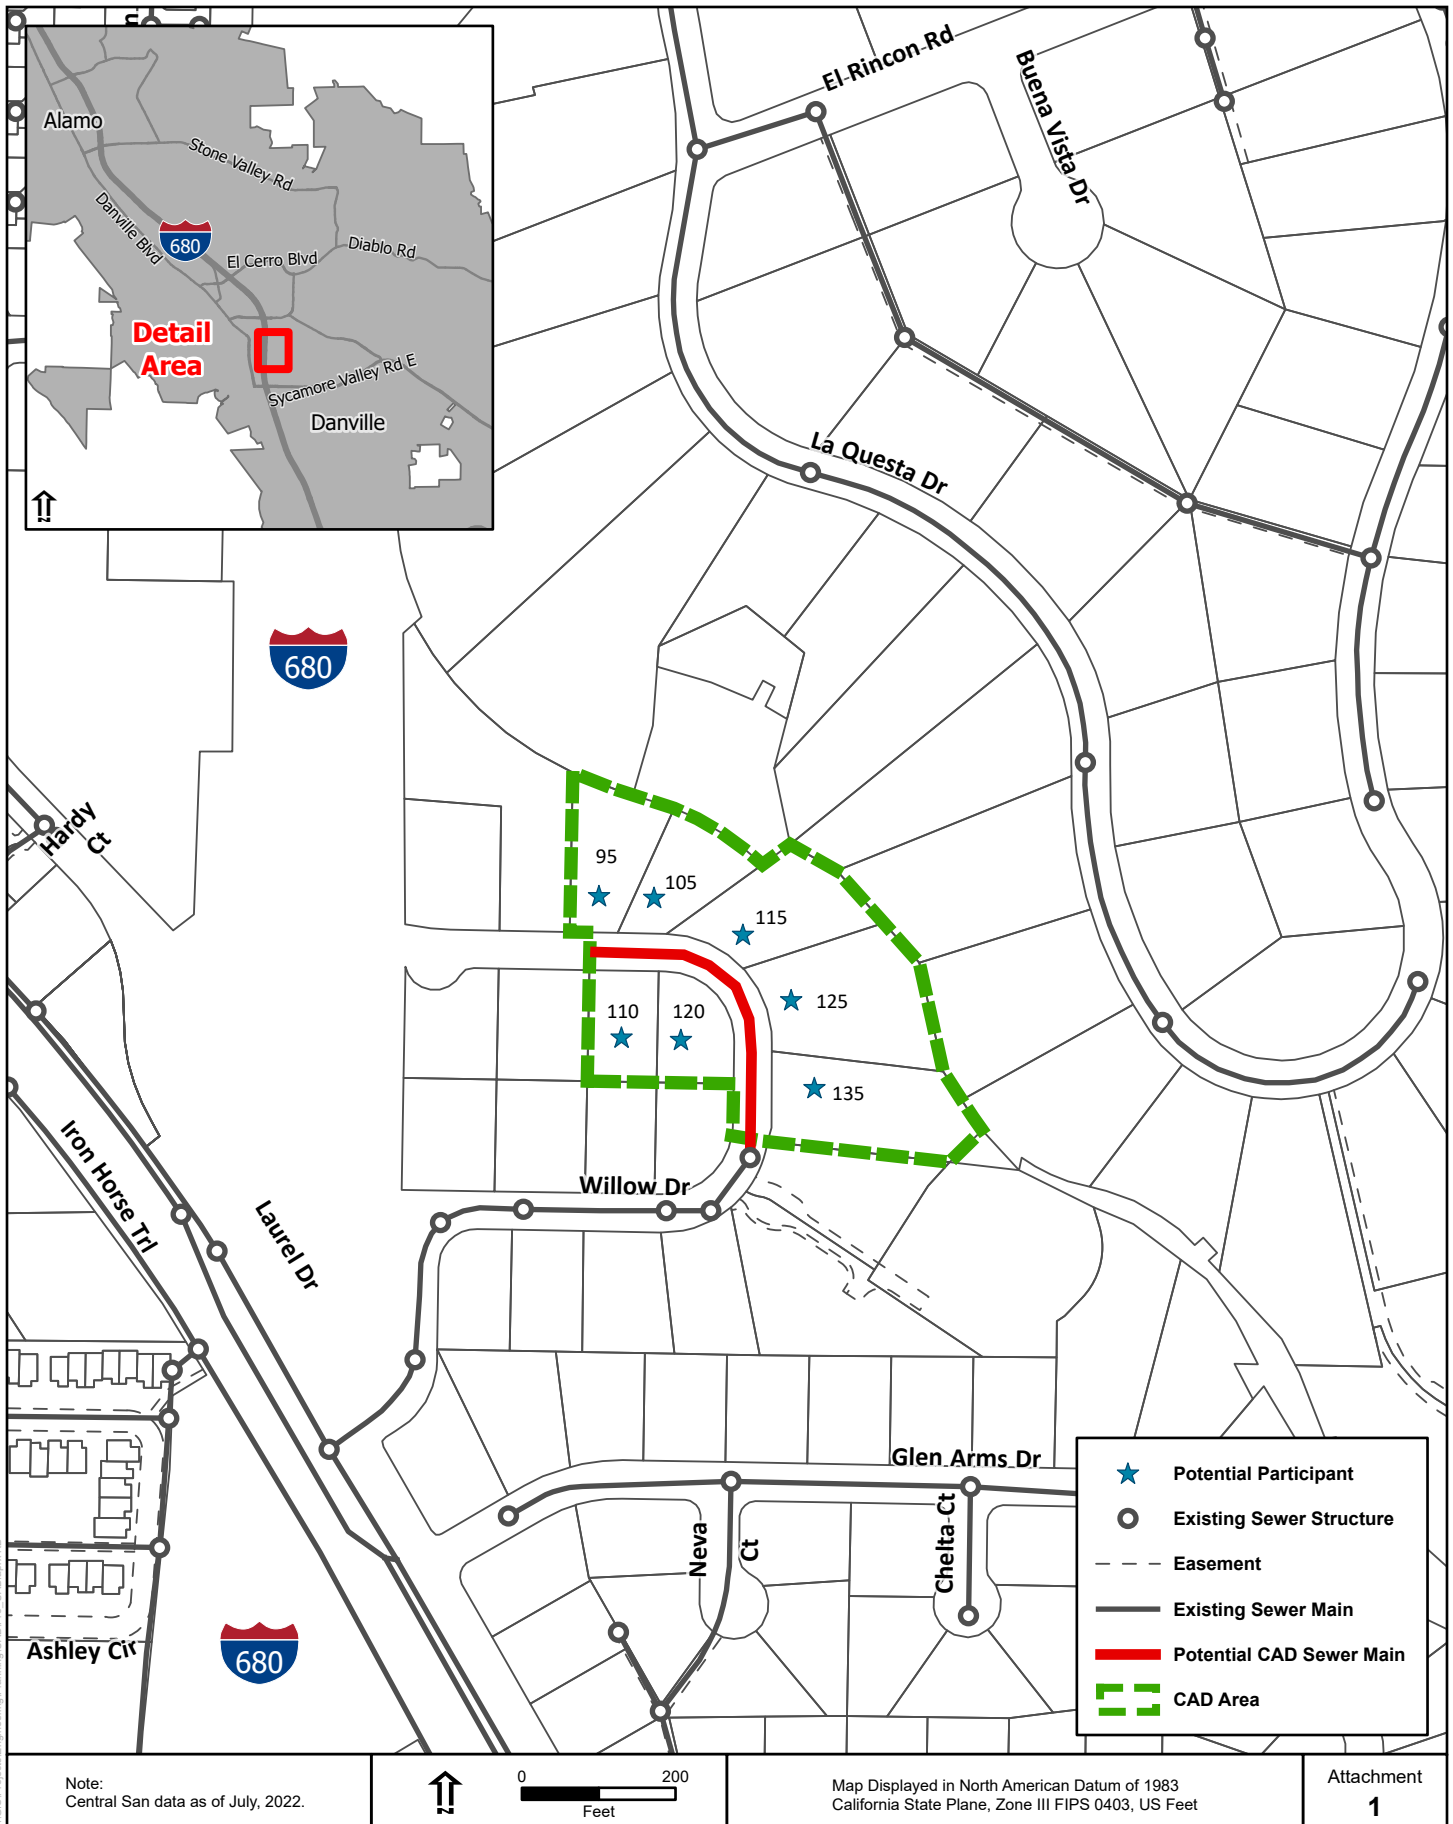 El Rincon Rd
Buena Vista Dr
Alamo
Stone Valley Rd
Danville Blvd
680
El Cerro Blvd
Diablo Rd
Detail
Area
Sycamore Valley Rd E
Danville
N
La Questa Dr
680
Hardy
Ct
95
105
115
125
110
120
135
Willow Dr
Iron Horse Trl
Laurel Dr
Glen Arms Dr
Neva
Ct
Chelta Ct
Ashley Cir
680
Potential Participant
Existing Sewer Structure
Easement
Existing Sewer Main
Potential CAD Sewer Main
CAD Area
Note:
Central San data as of July, 2022.
N
0
200
Feet
Map Displayed in North American Datum of 1983
California State Plane, Zone III FIPS 0403, US Feet
Attachment
1